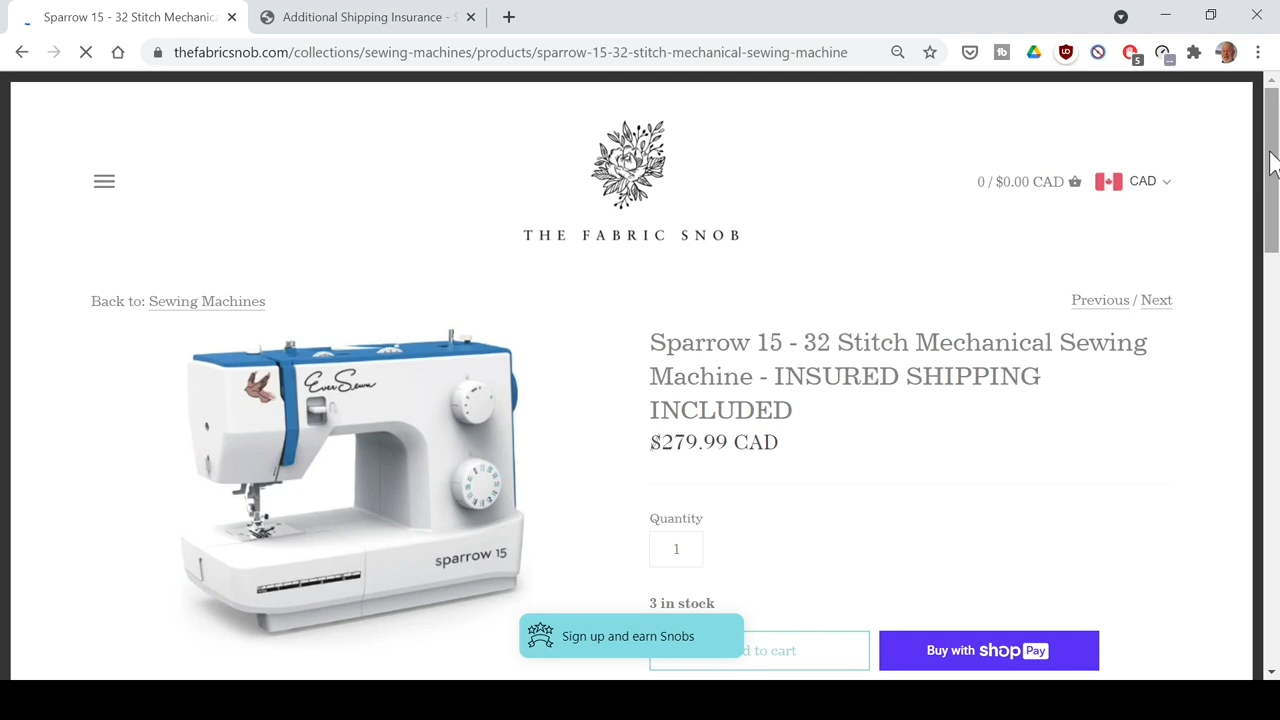 Sparrow 15 - 32 Stitch Mechanica
Additional Shipping Insurance - S
thefabricsnob.com/collections/sewing-machines/products/sparrow-15-32-stitch-mechanical-sewing-machine
5
0 / $0.00 CAD
CAD
THE FABRIC SNOB
Back to: Sewing Machines
Previous / Next
EverSewn
sparrow 15
Sparrow 15 - 32 Stitch Mechanical Sewing
Machine - INSURED SHIPPING
INCLUDED
$279.99 CAD
Quantity
1
3 in stock
Sign up and earn Snobs
d to cart
Buy with shop Pay